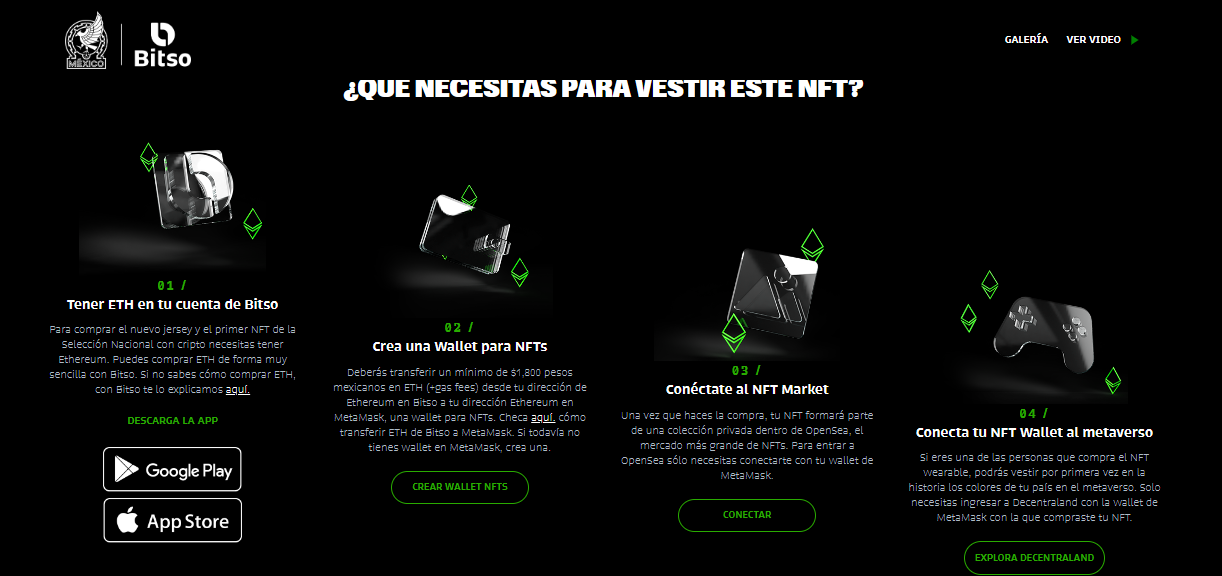 MÉXICO
Bitso
GALERÍA
VER VIDEO
¿QUE NECESITAS PARA VESTIR ESTE NFT?
01 /
Tener ETH en tu cuenta de Bitso
Para comprar el nuevo jersey y el primer NFT de la
Selección Nacional con cripto necesitas tener
Ethereum. Puedes comprar ETH de forma muy
sencilla con Bitso. Si no sabes cómo comprar ETH,
con Bitso te lo explicamos aquí.
DESCARGA LA APP
Google Play
App Store
02 /
Crea una Wallet para NFTs
Deberás transferir un mínimo de $1,800 pesos
mexicanos en ETH (+gas fees) desde tu dirección de
Ethereum en Bitso a tu dirección Ethereum en
MetaMask, una wallet para NFTs. Checa aquí. cómo
transferir ETH de Bitso a MetaMask. Si todavía no
tienes wallet en MetaMask, crea una.
CREAR WALLET NFTS
03 /
Conéctate al NFT Market
Una vez que haces la compra, tu NFT formará parte
de una colección privada dentro de OpenSea, el
mercado más grande de NFTs. Para entrar a
OpenSea sólo necesitas conectarte con tu wallet de
MetaMask.
CONECTAR
04 /
Conecta tu NFT Wallet al metaverso
Si eres una de las personas que compra el NFT
wearable, podrás vestir por primera vez en la
historia los colores de tu país en el metaverso. Solo
necesitas ingresar a Decentraland con la wallet de
MetaMask con la que compraste tu NFT.
EXPLORA DECENTRALAND